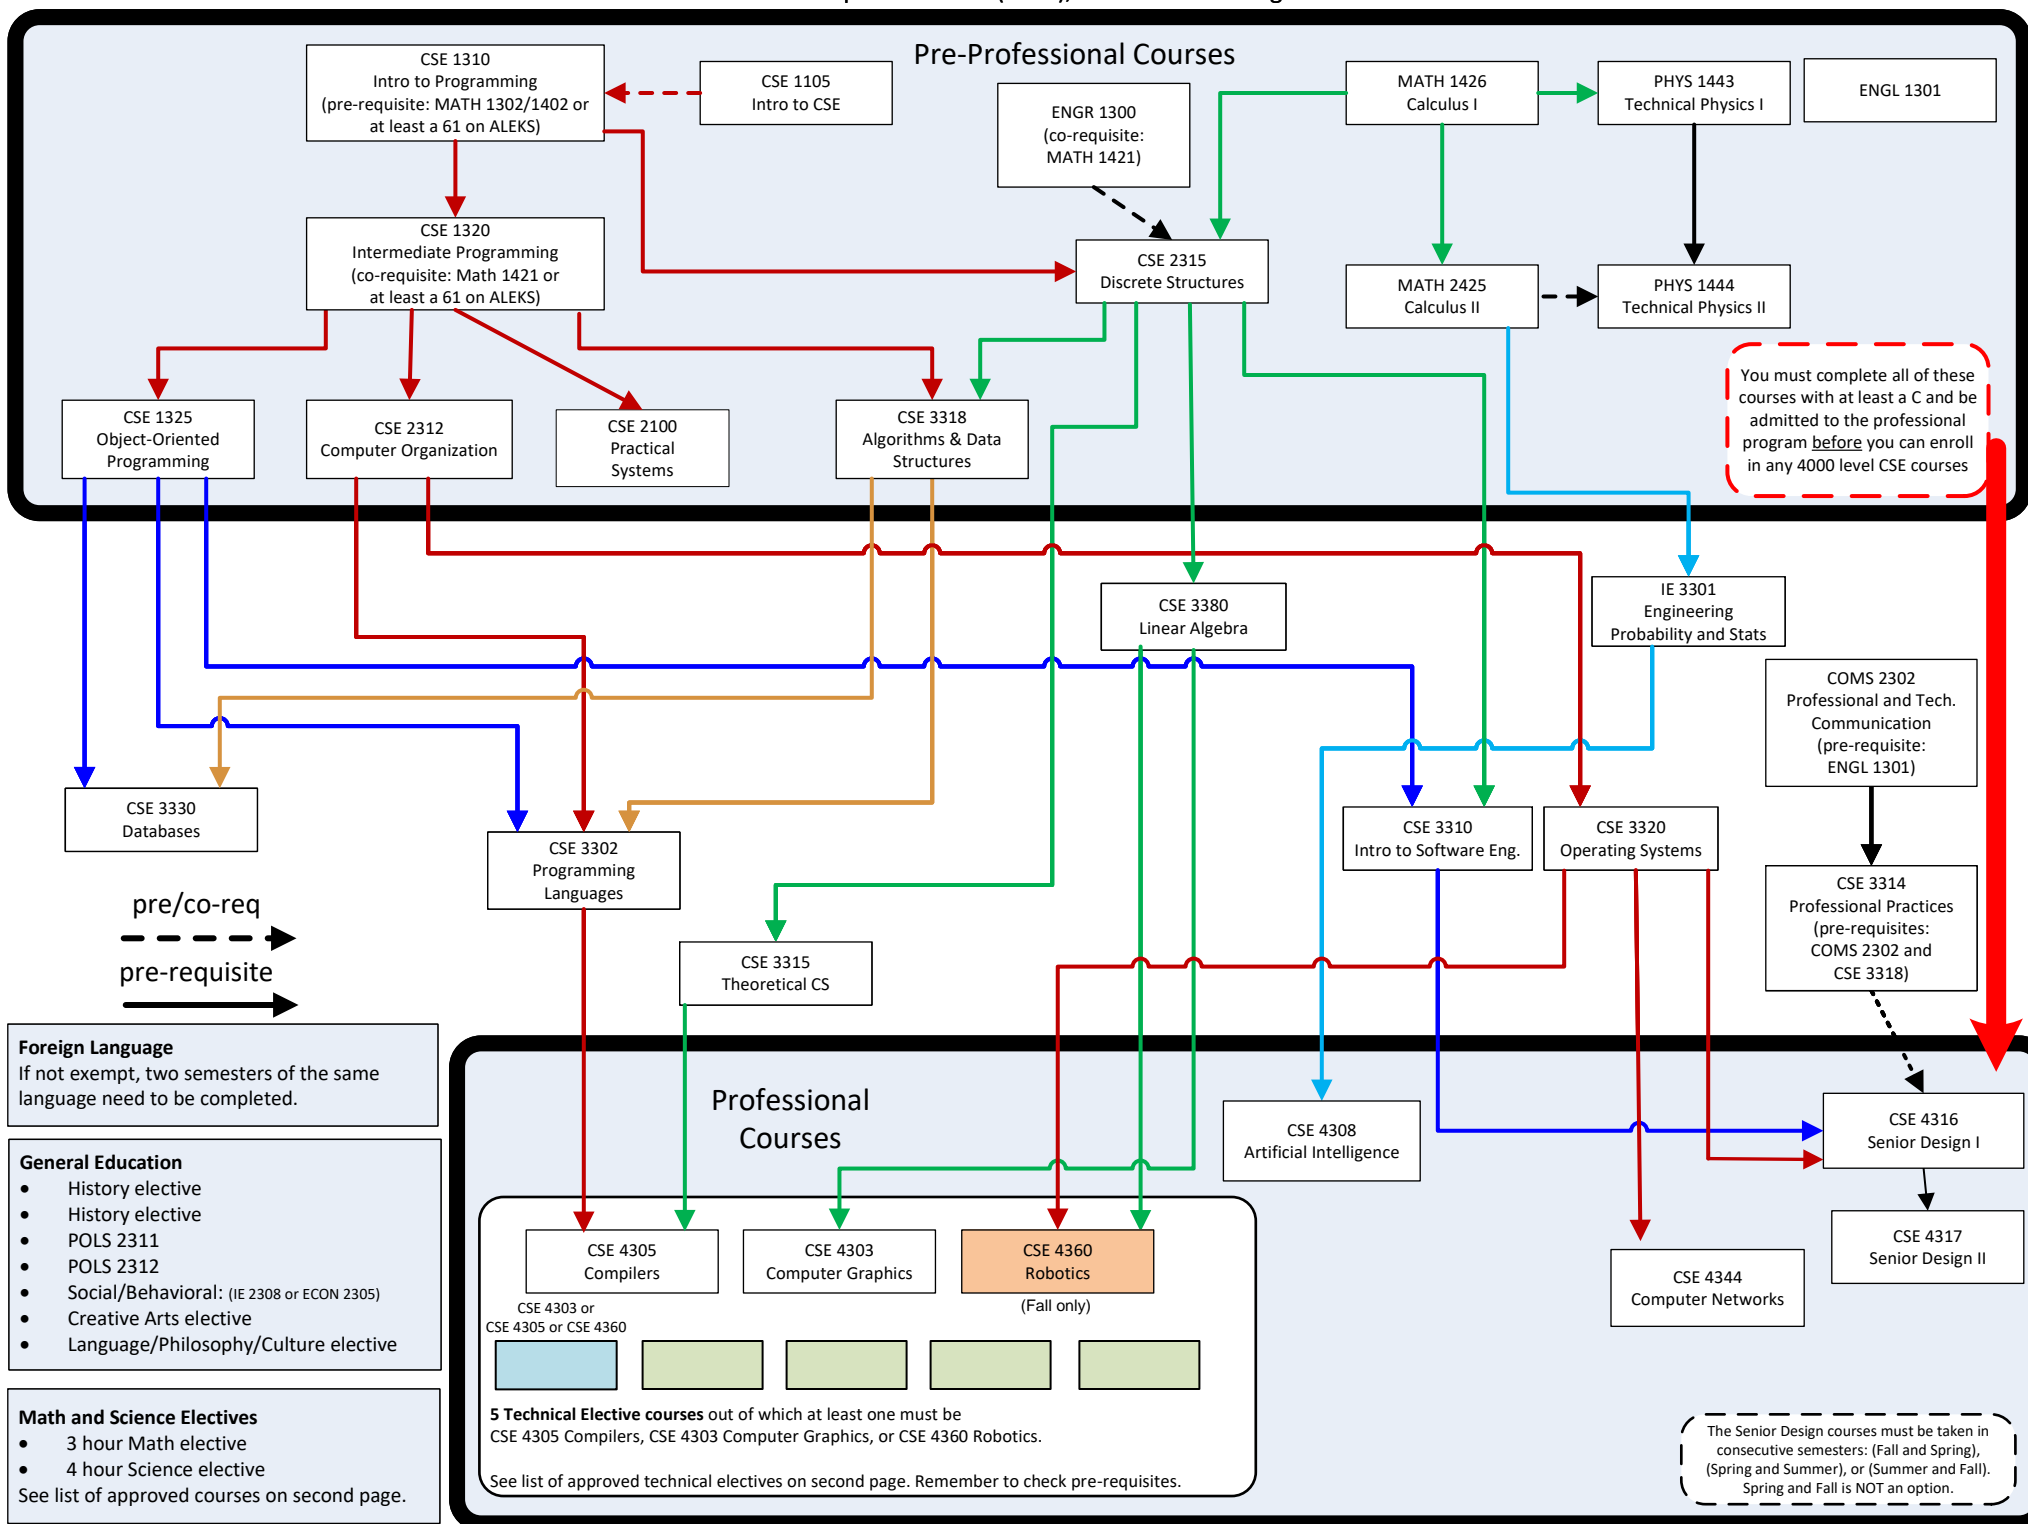 Pre-Professional Courses
CSE 1310
Intro to Programming
(pre-requisite: MATH 1302/1402 or
at least a 61 on ALEKS)
CSE 1105
Intro to CSE
ENGR 1300
(co-requisite:
MATH 1421)
MATH 1426
Calculus I
PHYS 1443
Technical Physics I
ENGL 1301
CSE 1320
Intermediate Programming
(co-requisite: Math 1421 or
at least a 61 on ALEKS)
CSE 2315
Discrete Structures
MATH 2425
Calculus II
PHYS 1444
Technical Physics II
You must complete all of these
courses with at least a C and be
admitted to the professional
program before you can enroll
in any 4000 level CSE courses
CSE 1325
Object-Oriented
Programming
CSE 2312
Computer Organization
CSE 2100
Practical
Systems
CSE 3318
Algorithms & Data
Structures
CSE 3380
Linear Algebra
IE 3301
Engineering
Probability and Stats
COMS 2302
Professional and Tech.
Communication
(pre-requisite:
ENGL 1301)
CSE 3330
Databases
CSE 3302
Programming
Languages
CSE 3310
Intro to Software Eng.
CSE 3320
Operating Systems
CSE 3314
Professional Practices
(pre-requisites:
COMS 2302 and
CSE 3318)
pre/co-req
pre-requisite
CSE 3315
Theoretical CS
Foreign Language
If not exempt, two semesters of the same
language need to be completed.
General Education
• History elective
• History elective
• POLS 2311
• POLS 2312
• Social/Behavioral: (IE 2308 or ECON 2305)
• Creative Arts elective
• Language/Philosophy/Culture elective
Math and Science Electives
• 3 hour Math elective
• 4 hour Science elective
See list of approved courses on second page.
Professional
Courses
CSE 4308
Artificial Intelligence
CSE 4316
Senior Design I
CSE 4317
Senior Design II
CSE 4344
Computer Networks
CSE 4305
Compilers
CSE 4303
Computer Graphics
CSE 4360
Robotics
(Fall only)
CSE 4303 or
CSE 4305 or CSE 4360
5 Technical Elective courses out of which at least one must be
CSE 4305 Compilers, CSE 4303 Computer Graphics, or CSE 4360 Robotics.
See list of approved technical electives on second page. Remember to check pre-requisites.
The Senior Design courses must be taken in
consecutive semesters: (Fall and Spring),
(Spring and Summer), or (Summer and Fall).
Spring and Fall is NOT an option.